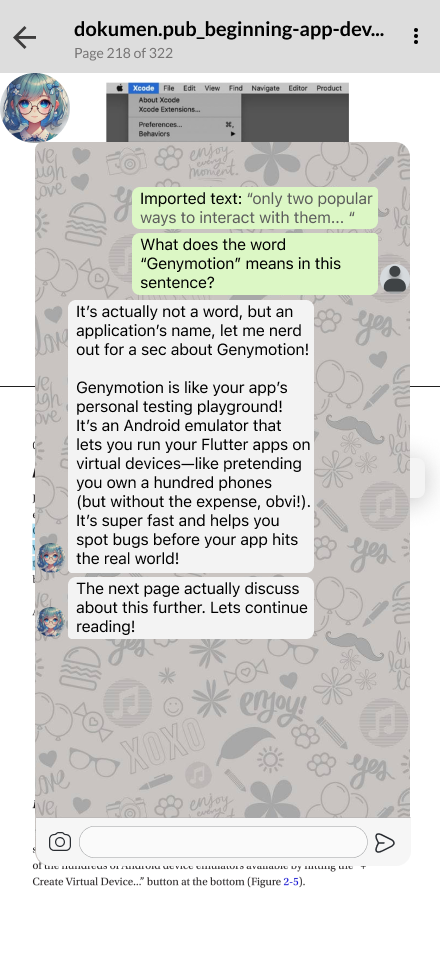 dokumen.pub_beginning-app-dev...
Page 218 of 322
Xcode File Edit View Find Navigate Editor Product
About Xcode
Xcode Extensions...
Preferences... ⌘,
Behaviors
Imported text: “only two popular
ways to interact with them... “
What does the word
“Genymotion” means in this
sentence?
It’s actually not a word, but an
application’s name, let me nerd
out for a sec about Genymotion!
Genymotion is like your app’s
personal testing playground!
It’s an Android emulator that
lets you run your Flutter apps on
virtual devices—like pretending
you own a hundred phones
(but without the expense, obvi!).
It’s super fast and helps you
spot bugs before your app hits
the real world!
The next page actually discuss
about this further. Lets continue
reading!
enjoy!
XOXO
yes
of the hundreds of Android device emulators available by hitting the “+
Create Virtual Device...” button at the bottom (Figure 2-5).